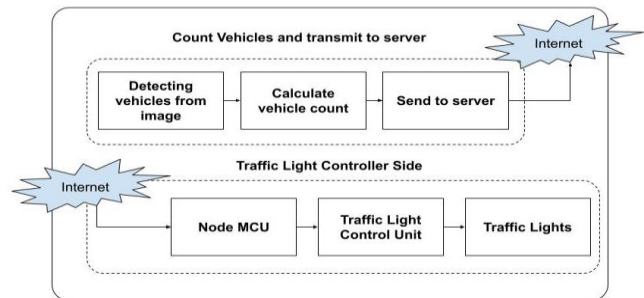 Count Vehicles and transmit to server
Internet
Detecting
vehicles from
image
Calculate
vehicle count
Send to server
Traffic Light Controller Side
Internet
Node MCU
Traffic Light
Control Unit
Traffic Lights